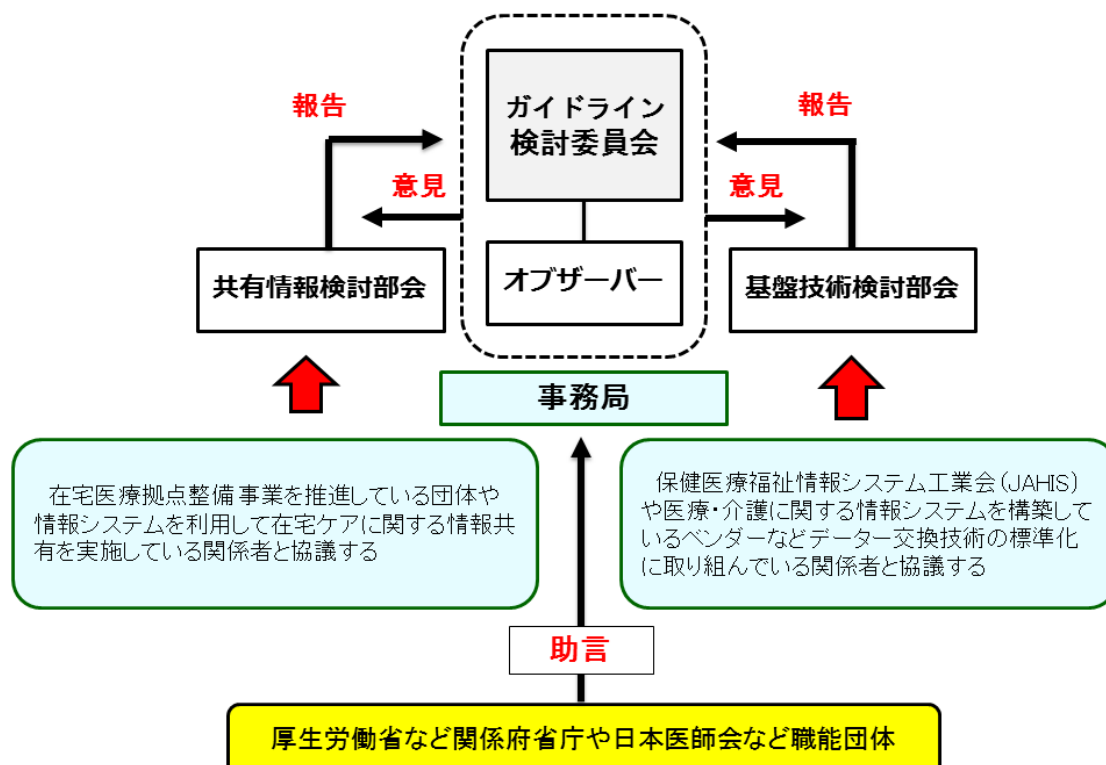 ガイドライン
検討委員会
報告
報告
意見
意見
共有情報検討部会
オブザーバー
基盤技術検討部会
事務局
在宅医療拠点整備事業を推進している団体や
情報システムを利用して在宅ケアに関する情報共
有を実施している関係者と協議する
保健医療福祉情報システム工業会(JAHIS)
や医療・介護に関する情報システムを構築して
いるベンダーなどデーター交換技術の標準化
に取り組んでいる関係者と協議する
助言
厚生労働省など関係府省庁や日本医師会など職能団体